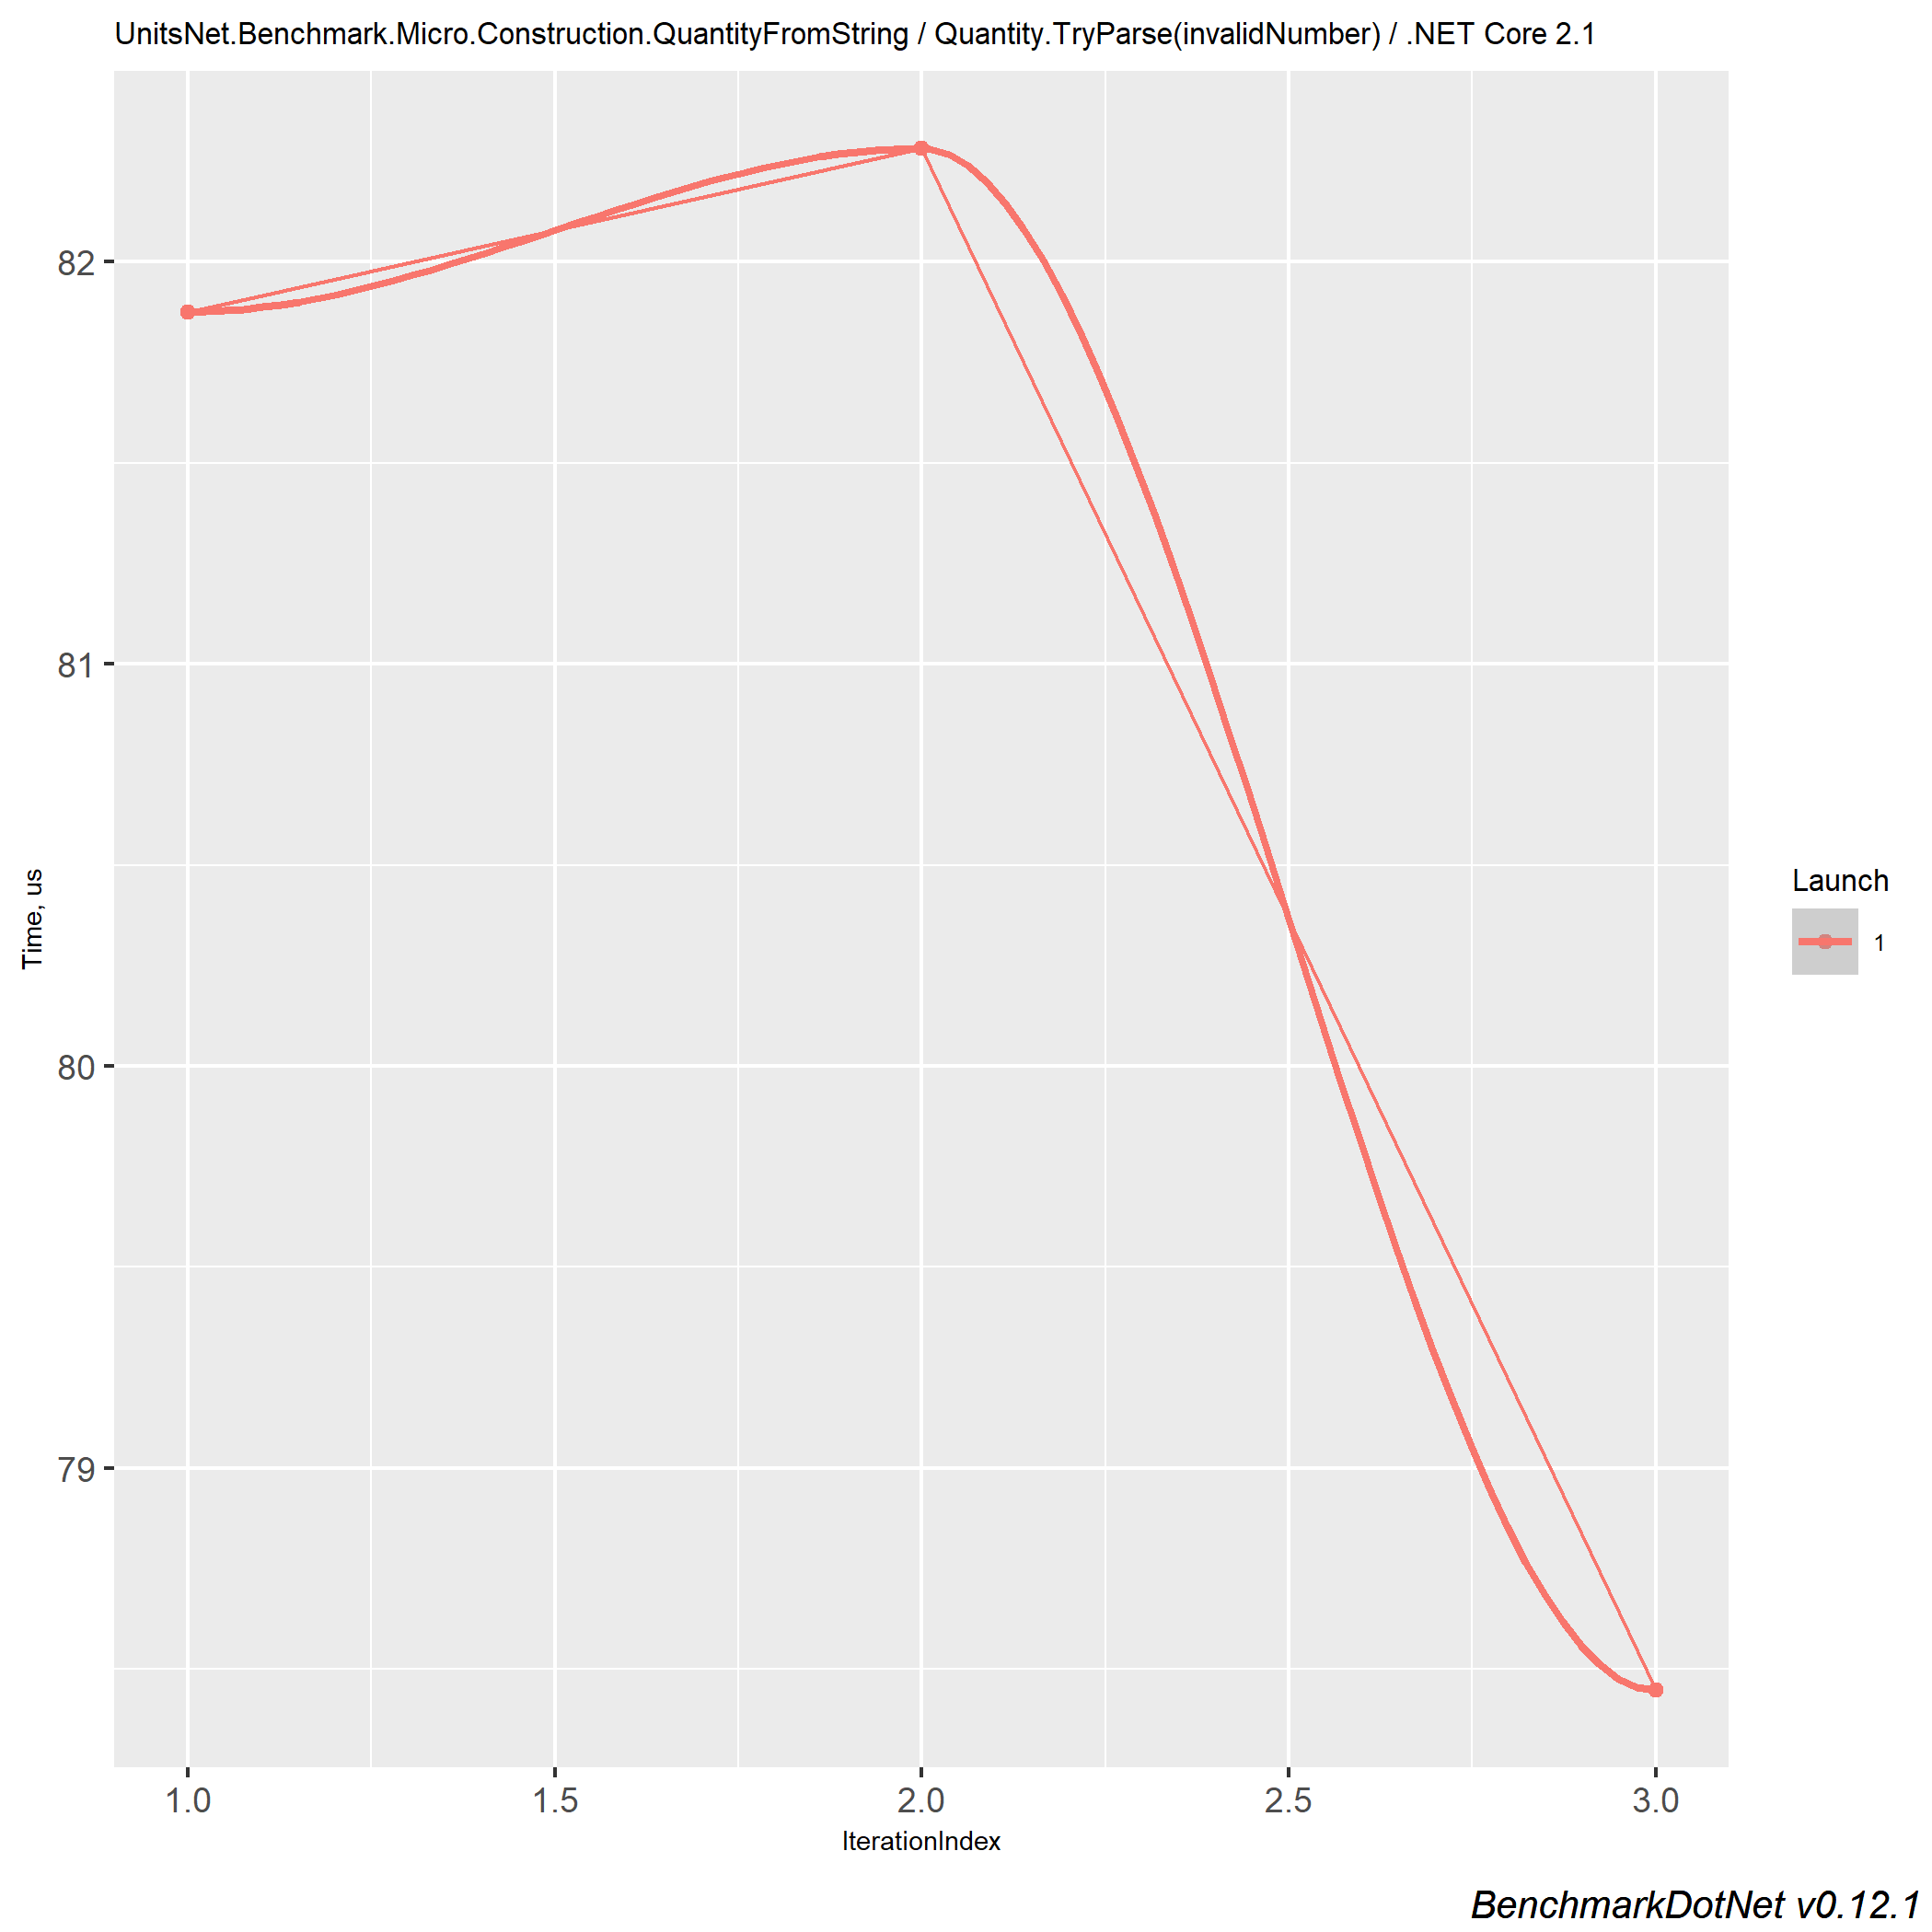 UnitsNet.Benchmark.Micro.Construction.QuantityFromString / Quantity.TryParse(invalidNumber) / .NET Core 2.1
82
81
80
79
Time, us
1.0 1.5 2.0 2.5 3.0
IterationIndex
Launch
1
BenchmarkDotNet v0.12.1